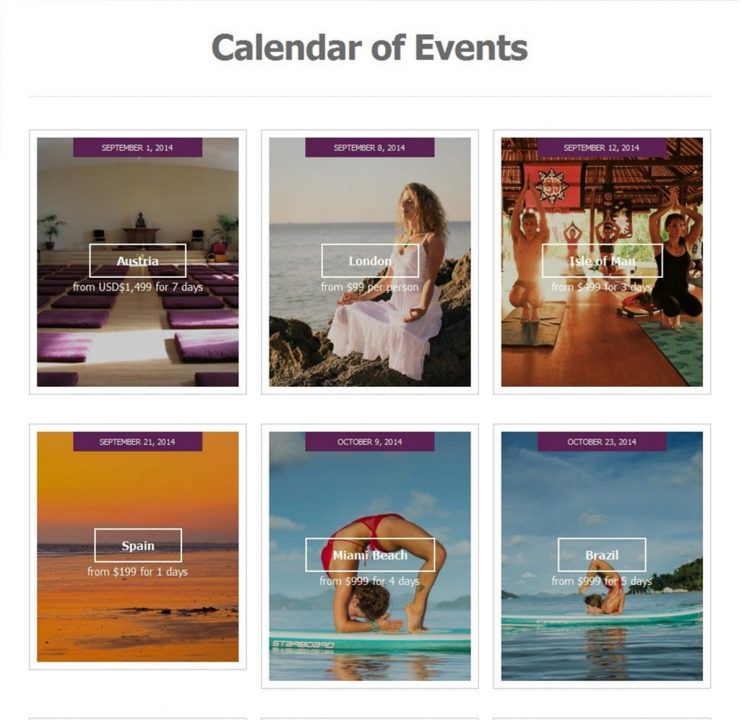 Calendar of Events
SEPTEMBER 1, 2014
Austria
from USD$1,499 for 7 days
SEPTEMBER 8, 2014
London
from $99 per person
SEPTEMBER 12, 2014
Isle of Man
from $499 for 3 days
SEPTEMBER 21, 2014
Spain
from $199 for 1 days
OCTOBER 9, 2014
Miami Beach
from $999 for 4 days
STARBOARD
OCTOBER 23, 2014
Brazil
from $999 for 5 days